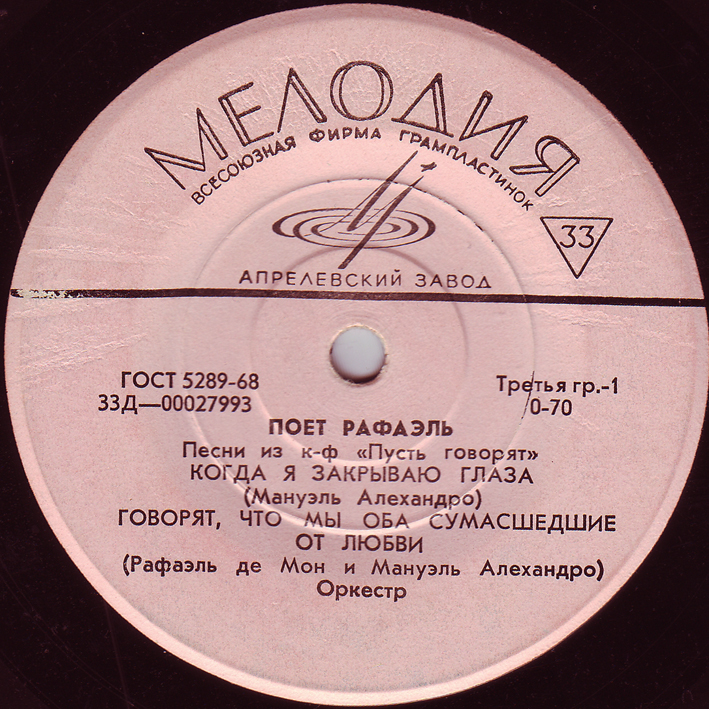 МЕЛОДИЯ
ВСЕСОЮЗНАЯ ФИРМА ГРАМПЛАСТИНОК
33
АПРЕЛЕВСКИЙ ЗАВОД
ГОСТ 5289-68
33Д—00027993
Третья гр.-1
0-70
ПОЕТ РАФАЭЛЬ
Песни из к-ф «Пусть говорят»
КОГДА Я ЗАКРЫВАЮ ГЛАЗА
(Мануэль Алехандро)
ГОВОРЯТ, ЧТО МЫ ОБА СУМАСШЕДШИЕ
ОТ ЛЮБВИ
(Рафаэль де Мон и Мануэль Алехандро)
Оркестр